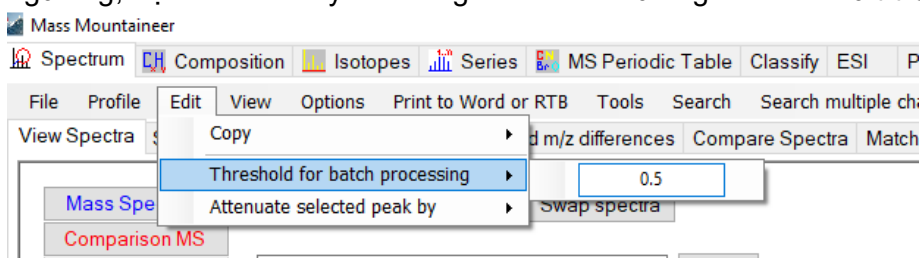 Mass Mountaineer
Spectrum Composition Isotopes Series MS Periodic Table Classify ESI
File Profile Edit View Options Print to Word or RTB Tools Search Search multiple
View Spectra d m/z differences Compare Spectra Match
Copy
Threshold for batch processing 0.5
Attenuate selected peak by Swap spectra
Mass Spe
Comparison MS